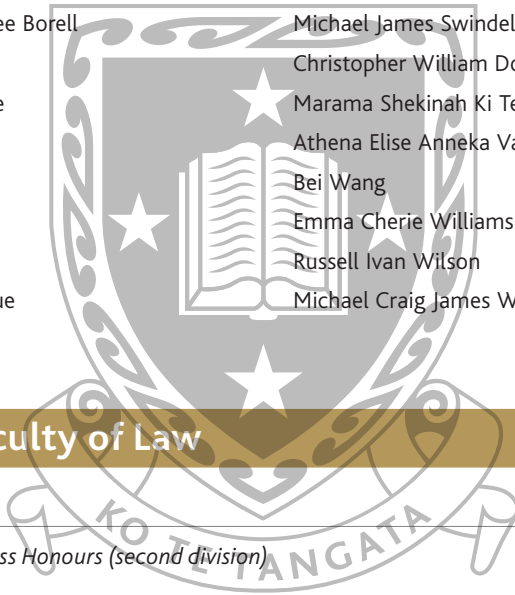 ee Borell
e
ue
Michael James Swindel
Christopher William Do
Marama Shekinah Ki Te
Athena Elise Anneka Va
Bei Wang
Emma Cherie Williams
Russell Ivan Wilson
Michael Craig James W
culty of Law
ss Honours (second division)
KO TE TANGATA